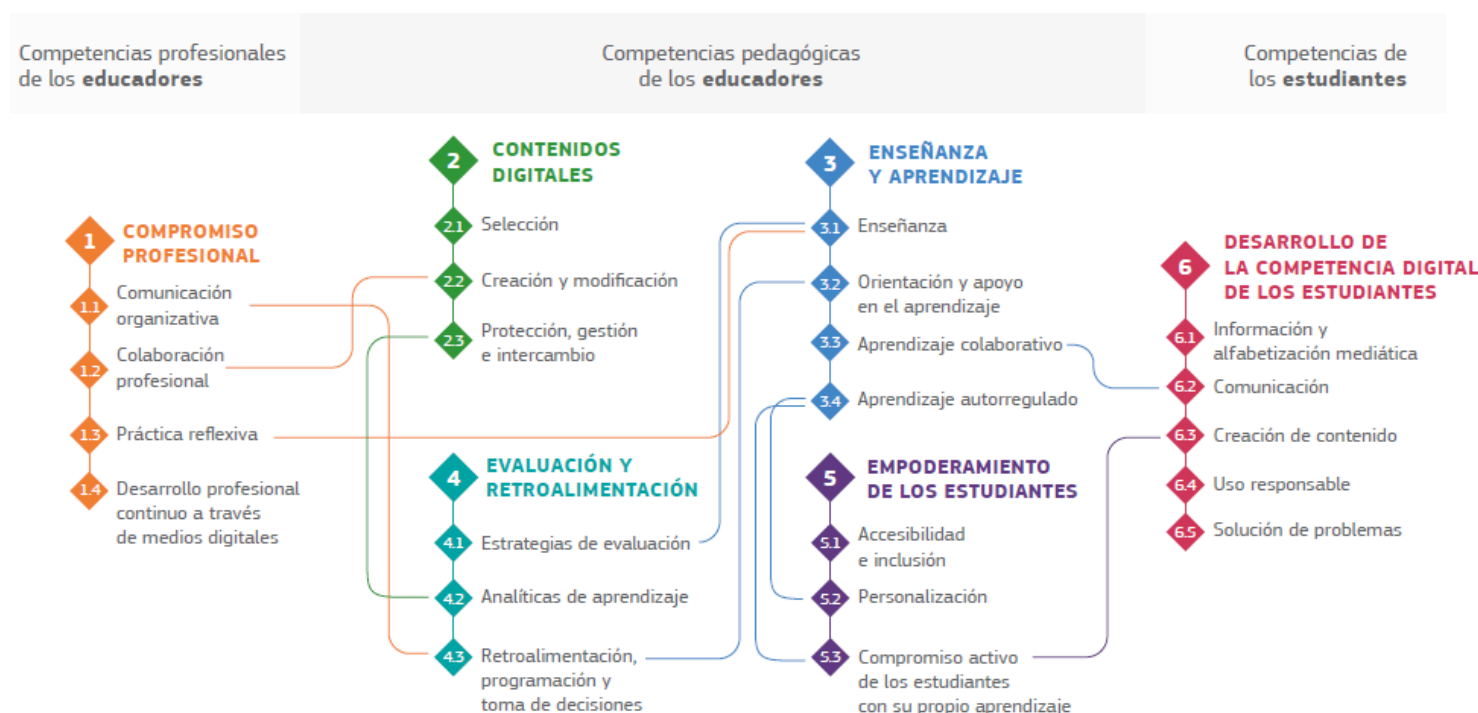 Competencias profesionales
de los educadores
Competencias pedagógicas
de los educadores
Competencias de
los estudiantes
1
COMPROMISO
PROFESIONAL
1.1
Comunicación
organizativa
1.2
Colaboración
profesional
1.3
Práctica reflexiva
1.4
Desarrollo profesional
continuo a través
de medios digitales
2
CONTENIDOS
DIGITALES
2.1
Selección
2.2
Creación y modificación
2.3
Protección, gestión
e intercambio
3
ENSEÑANZA
Y APRENDIZAJE
3.1
Enseñanza
3.2
Orientación y apoyo
en el aprendizaje
3.3
Aprendizaje colaborativo
3.4
Aprendizaje autorregulado
4
EVALUACIÓN Y
RETROALIMENTACIÓN
4.1
Estrategias de evaluación
4.2
Analíticas de aprendizaje
4.3
Retroalimentación,
programación y
toma de decisiones
5
EMPODERAMIENTO
DE LOS ESTUDIANTES
5.1
Accesibilidad
e inclusión
5.2
Personalización
5.3
Compromiso activo
de los estudiantes
con su propio aprendizaje
6
DESARROLLO DE
LA COMPETENCIA DIGITAL
DE LOS ESTUDIANTES
6.1
Información y
alfabetización mediática
6.2
Comunicación
6.3
Creación de contenido
6.4
Uso responsable
6.5
Solución de problemas